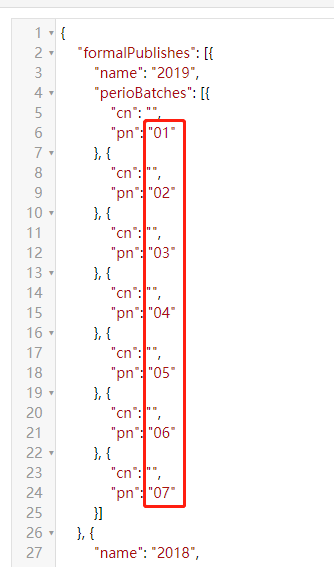 1 {
2 "formalPublishes": [{
3 "name": "2019",
4 "perioBatches": [{
5 "cn": "",
6 "pn": "01"
7 }, {
8 "cn": "",
9 "pn": "02"
10 }, {
11 "cn": "",
12 "pn": "03"
13 }, {
14 "cn": "",
15 "pn": "04"
16 }, {
17 "cn": "",
18 "pn": "05"
19 }, {
20 "cn": "",
21 "pn": "06"
22 }, {
23 "cn": "",
24 "pn": "07"
25 }]
26 }, {
27 "name": "2018",